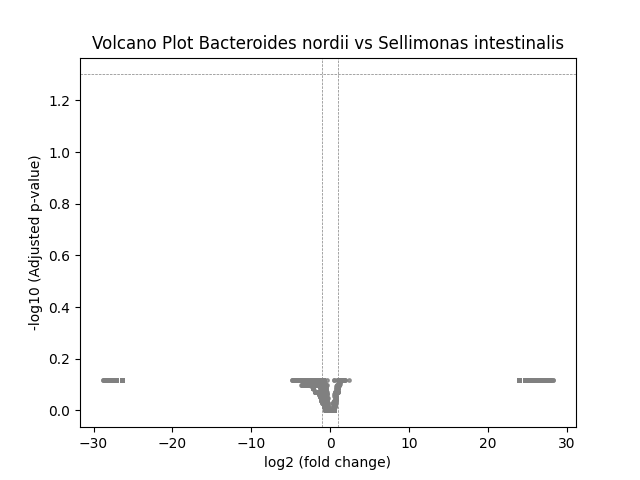 Volcano Plot Bacteroides nordii vs Sellimonas intestinalis
-log10 (Adjusted p-value)
1.2
1.0
0.8
0.6
0.4
0.2
0.0
−30 −20 −10 0 10 20 30
log2 (fold change)